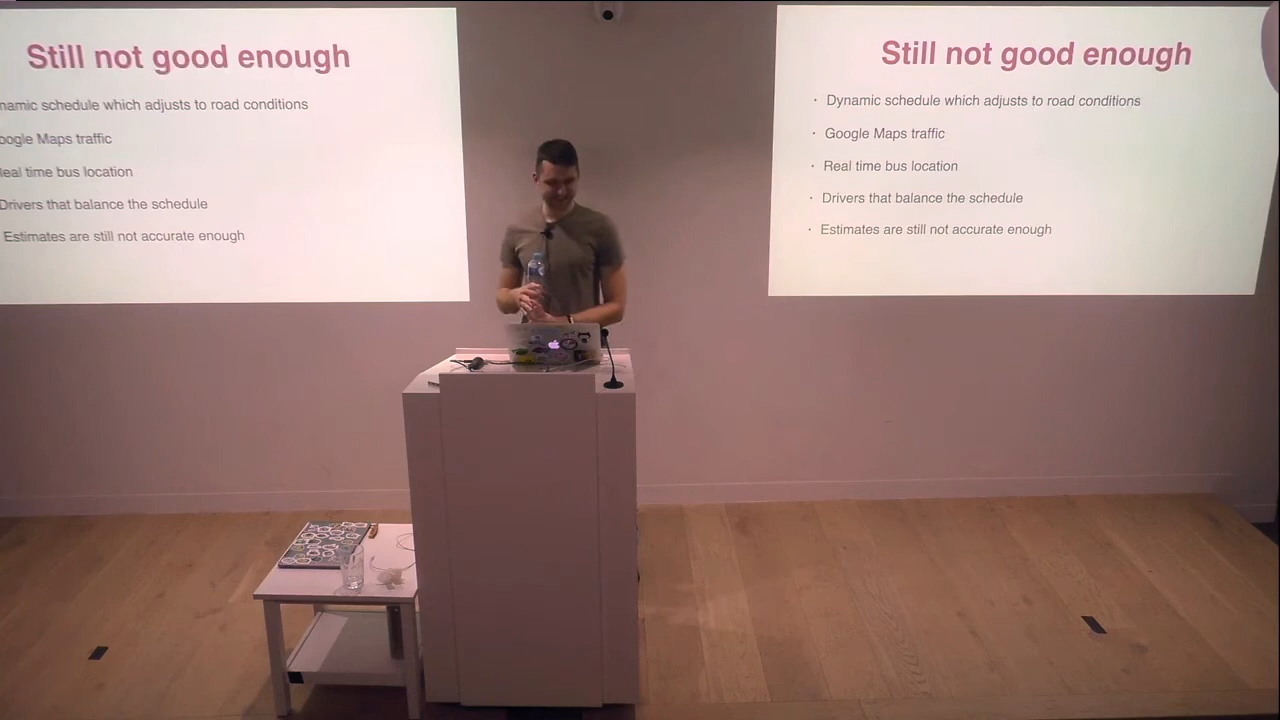 Still not good enough
namic schedule which adjusts to road conditions
oogle Maps traffic
Real time bus location
Drivers that balance the schedule
Estimates are still not accurate enough
Still not good enough
· Dynamic schedule which adjusts to road conditions
· Google Maps traffic
· Real time bus location
· Drivers that balance the schedule
· Estimates are still not accurate enough